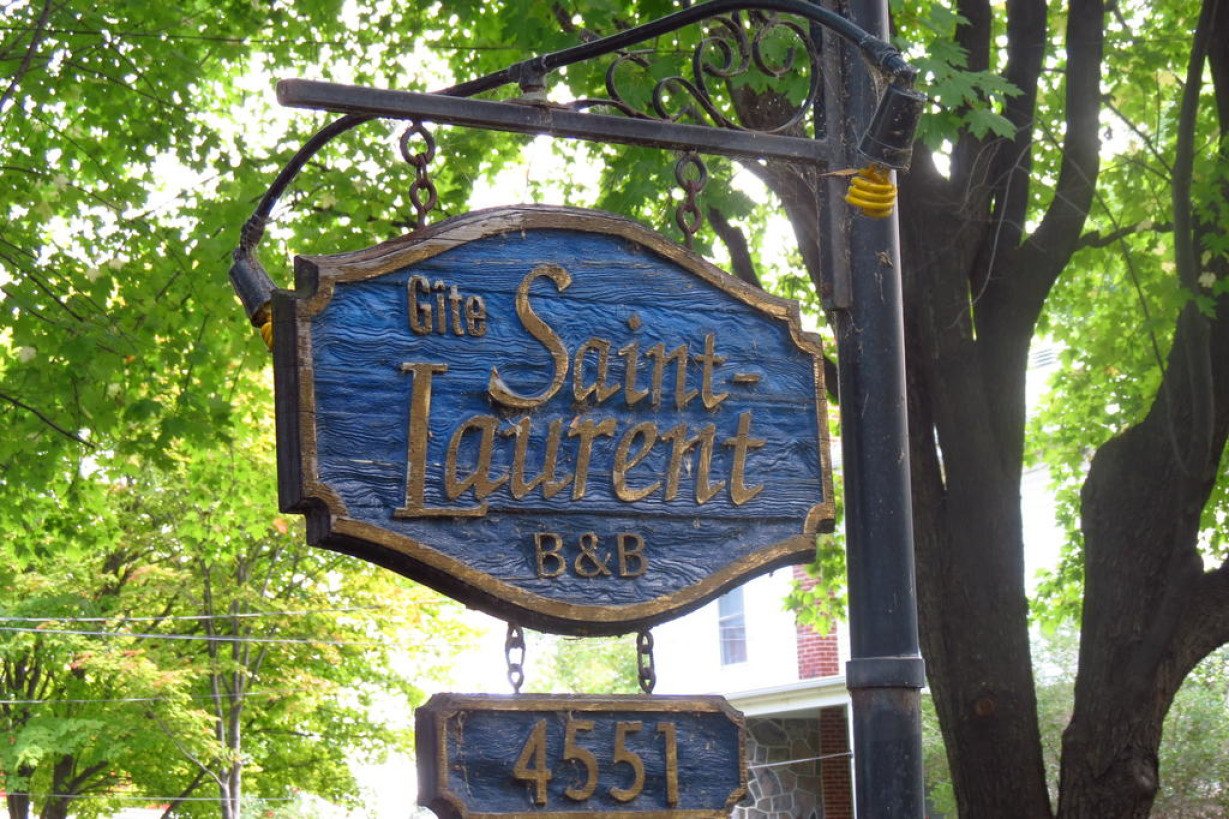 Gîte Saint-
Laurent
B&B
4551